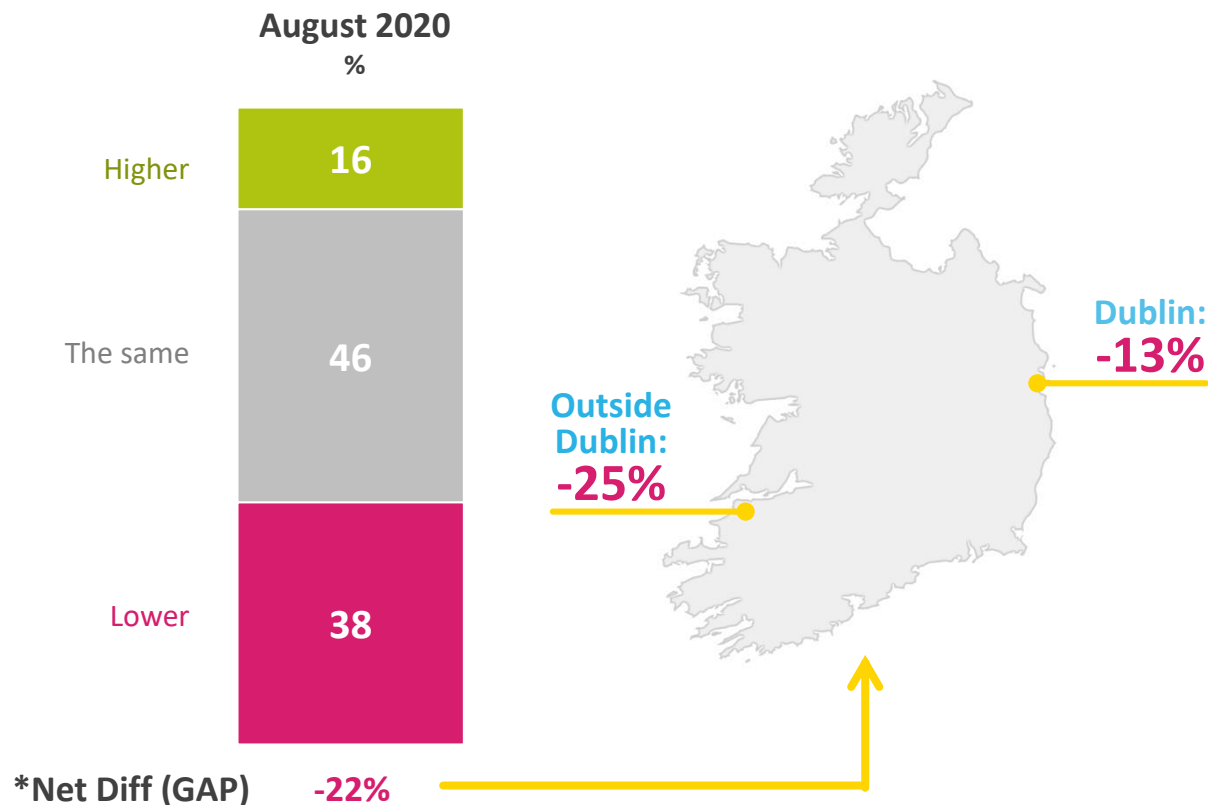 August 2020
%
Higher
16
The same
46
Lower
38
*Net Diff (GAP) -22%
Outside
Dublin:
-25%
Dublin:
-13%